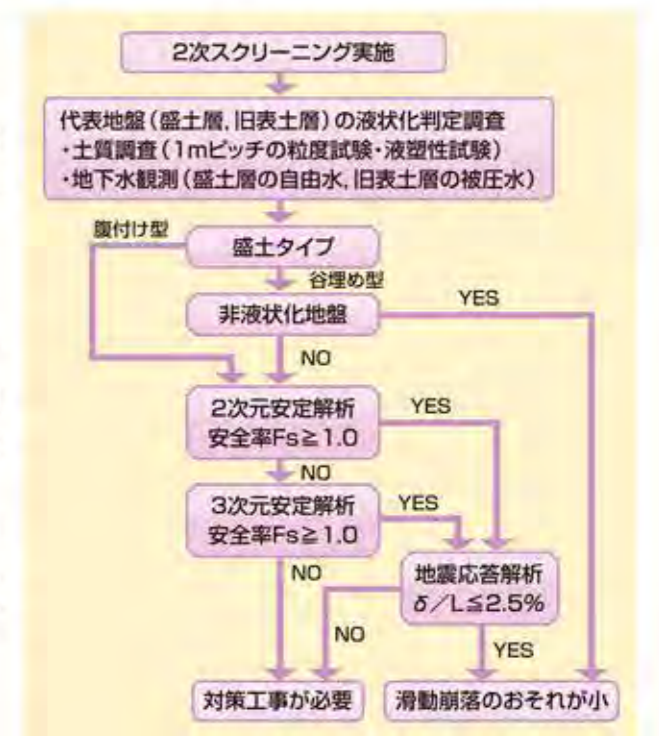 2次スクリーニング実施
代表地盤(盛土層,旧表土層)の液状化判定調査
・土質調査(1mピッチの粒度試験・液塑性試験)
・地下水観測(盛土層の自由水,旧表土層の被圧水)
腹付け型
盛土タイプ
谷埋め型
非液状化地盤
YES
NO
2次元安定解析
安全率Fs≧1.0
YES
NO
3次元安定解析
安全率Fs≧1.0
YES
NO
地震応答解析
δ/L≦2.5%
NO
YES
対策工事が必要
滑動崩落のおそれが小